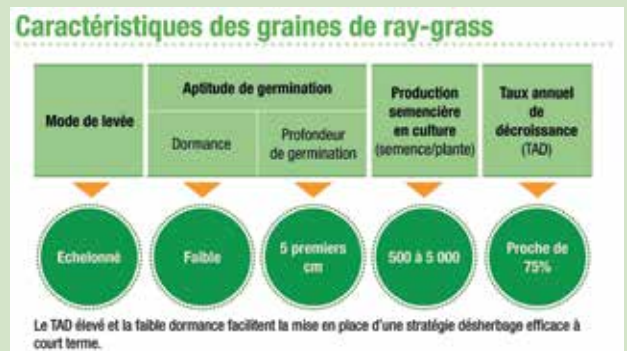 Caractéristiques des graines de ray-grass
Mode de levée
Aptitude de germination
Dormance
Profondeur
de germination
Production
semencière
en culture
(semence/plante)
Taux annuel
de
décroissance
(TAD)
Echelonné
Faible
5 premiers
cm
500 à 5 000
Proche de
75%
Le TAD élevé et la faible dormance facilitent la mise en place d'une stratégie désherbage efficace à
court terme.